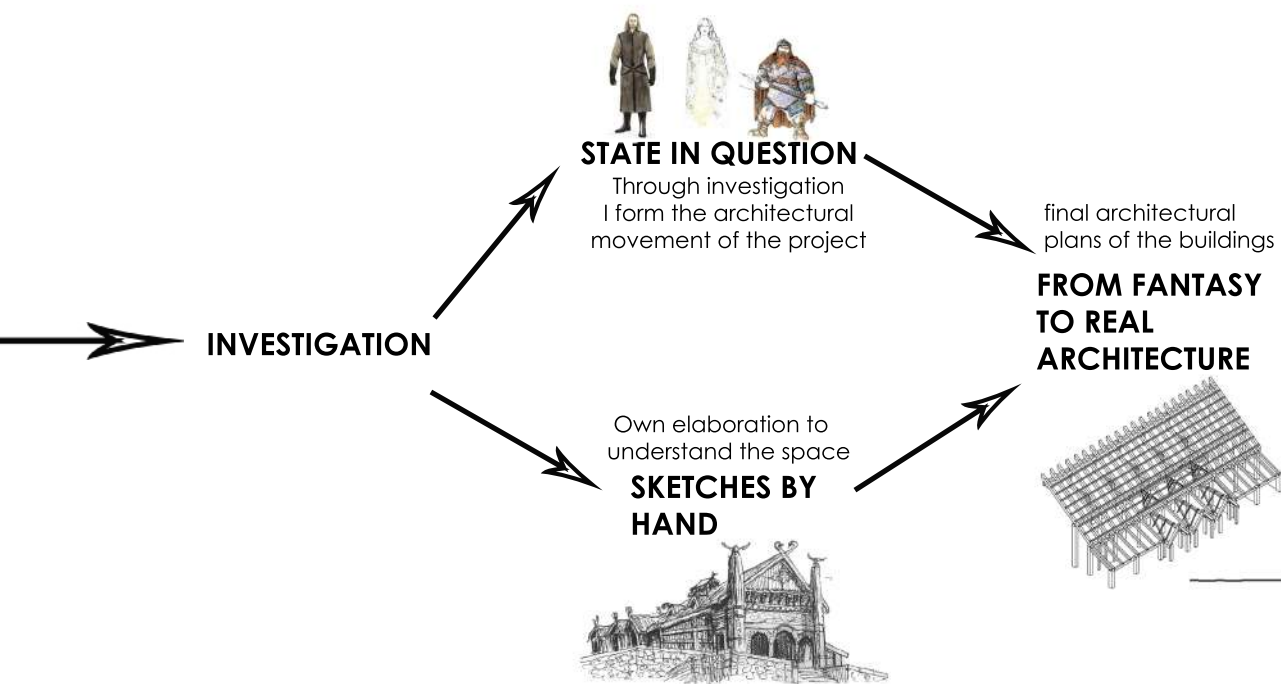 INVESTIGATION
STATE IN QUESTION
Through investigation
I form the architectural
movement of the project
Own elaboration to
understand the space
SKETCHES BY
HAND
final architectural
plans of the buildings
FROM FANTASY
TO REAL
ARCHITECTURE